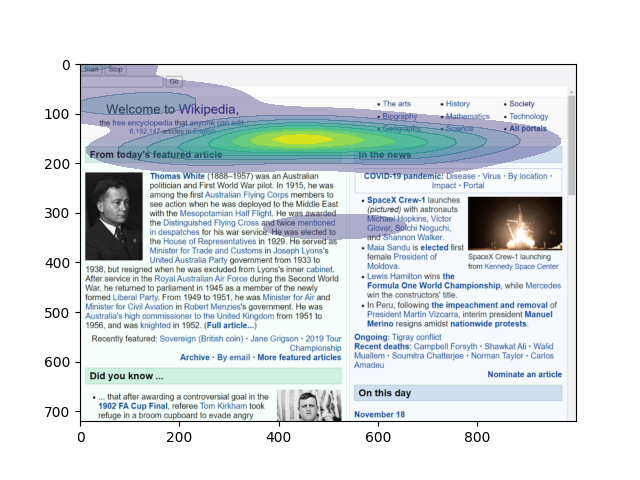 0
Start Stop
Go
100
Welcome to Wikipedia,
the free encyclopedia that anyone can edit.
6,192,147 articles in English
• The arts • History • Society
• Biography • Mathematics • Technology
• Geography • Science • All portals
From today's featured article
In the news
200
Thomas White (1888–1957) was an Australian
politician and First World War pilot. In 1915, he was
among the first Australian Flying Corps members to
see action when he was deployed to the Middle East
with the Mesopotamian Half Flight. He was awarded
the Distinguished Flying Cross and twice mentioned
in despatches for his war service. He was elected to
the House of Representatives in 1929. He served as
Minister for Trade and Customs in Joseph Lyons's
United Australia Party government from 1933 to
1938, but resigned when he was excluded from Lyons's inner cabinet.
After a role in the Royal Australian Air Force during the Second World
War, he returned to parliament in 1945 as a member of the newly
formed Liberal Party. From 1949 to 1951, he was Minister for Air and
Minister for Civil Aviation in Robert Menzies's government. He was
Australia's high commissioner to the United Kingdom from 1951 to
1956, and was knighted in 1952. (Full article...)
Recently featured: Sovereign (British coin) · Jane Grigson · 2019 Tour
Championship
Archive · By email · More featured articles
Did you know ...
• ... that after awarding a controversial goal in the
1902 FA Cup Final, referee Tom Kirkham took
refuge in a broom cupboard to evade angry
COVID-19 pandemic: Disease · Virus · By location ·
Impact · Portal
• SpaceX Crew-1 launches
(pictured) with astronauts
Michael Hopkins, Victor
Glover, Soichi Noguchi,
and Shannon Walker.
• Maia Sandu is elected first
female President of
Moldova.
SpaceX Crew-1 launching
from Kennedy Space Center
• Lewis Hamilton wins the
Formula One World Championship, while Mercedes
win the constructors' title.
• In Peru, following the impeachment and removal of
President Martín Vizcarra, interim president Manuel
Merino resigns amidst nationwide protests.
Ongoing: Tigray conflict
Recent deaths: Campbell Forsyth · Shawkat Ali · Walid
Muallem · Soumitra Chatterjee · Norman Taylor · Carlos
Amadeu
Nominate an article
On this day
November 18
300
400
500
600
700
0 200 400 600 800